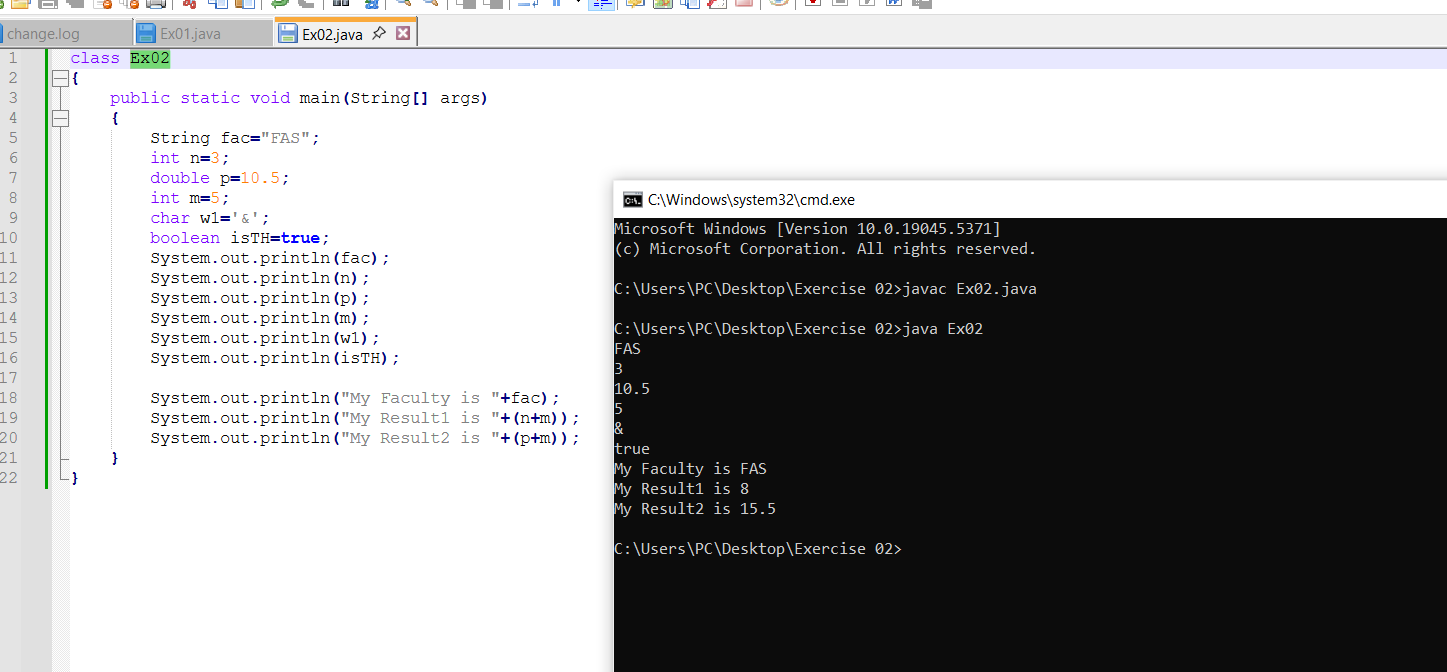 change.log
Ex01.java
Ex02.java
1 class Ex02
2 {
3 public static void main(String[] args)
4 {
5 String fac="FAS";
6 int n=3;
7 double p=10.5;
8 int m=5;
9 char w1='&';
10 boolean isTH=true;
11 System.out.println(fac);
12 System.out.println(n);
13 System.out.println(p);
14 System.out.println(m);
15 System.out.println(w1);
16 System.out.println(isTH);
17
18 System.out.println("My Faculty is "+fac);
19 System.out.println("My Result1 is "+(n+m));
20 System.out.println("My Result2 is "+(p+m));
21 }
22 }
C:\Windows\system32\cmd.exe
Microsoft Windows [Version 10.0.19045.5371]
(c) Microsoft Corporation. All rights reserved.
C:\Users\PC\Desktop\Exercise 02>javac Ex02.java
C:\Users\PC\Desktop\Exercise 02>java Ex02
FAS
3
10.5
5
&
true
My Faculty is FAS
My Result1 is 8
My Result2 is 15.5
C:\Users\PC\Desktop\Exercise 02>